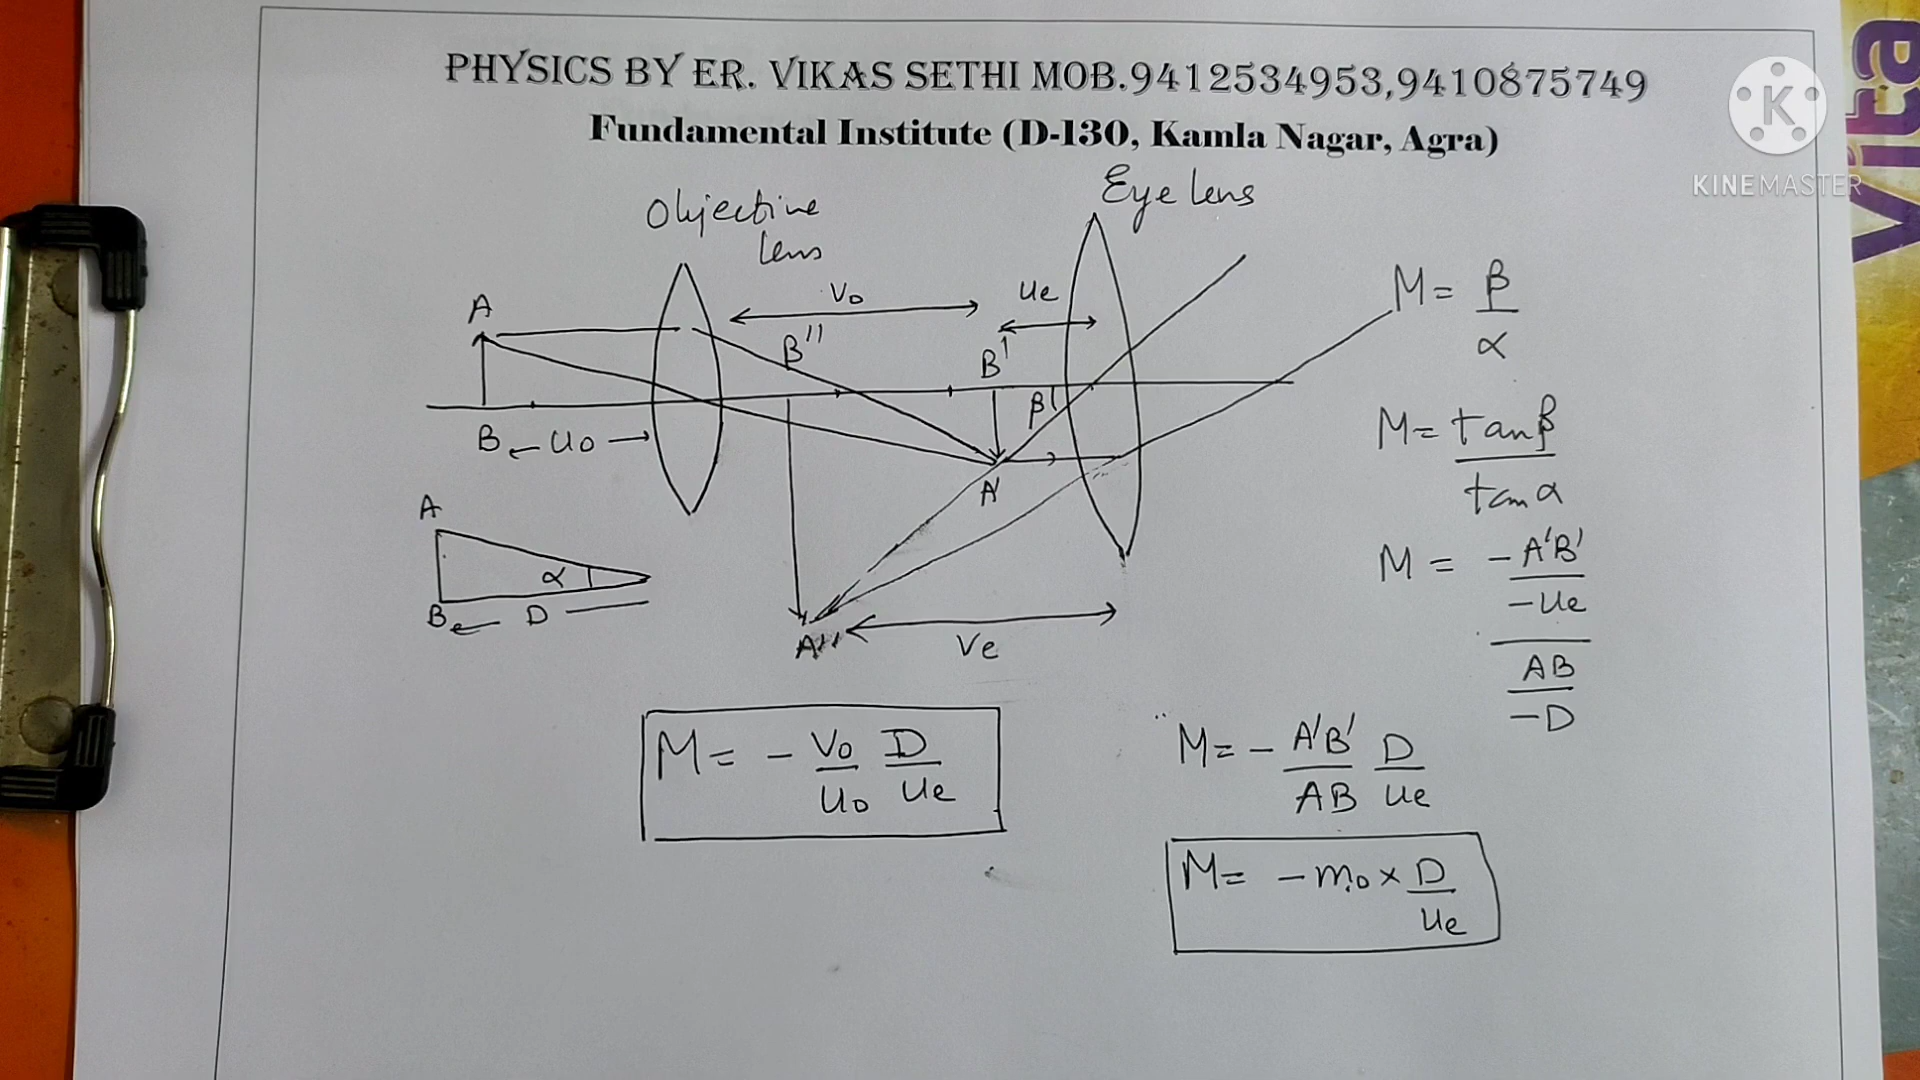 PHYSICS BY ER. VIKAS SETHI MOB.9412534953,9410875749
Fundamental Institute (D-130, Kamla Nagar, Agra)
K
KINEMASTER
Vita
Objective
lens
Eye lens
A
Vo
ue
B''
B'
β
B ← uo →
A'
A
α
B ← D
A''
Ve
M = β/α
M = tanβ/tanα
M = -A'B'/-ue / AB/-D
M = - A'B'/AB D/ue
M = - mo × D/ue
M = - Vo/uo D/ue